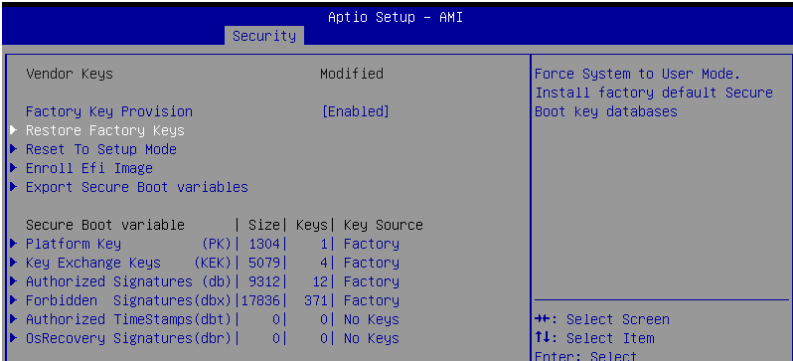 Aptio Setup - AMI
Security
Vendor Keys Modified
Factory Key Provision [Enabled]
Restore Factory Keys
Reset To Setup Mode
Enroll Efi Image
Export Secure Boot variables
Secure Boot variable | Size| Keys| Key Source
Platform Key (PK)| 1304| 1| Factory
Key Exchange Keys (KEK)| 5079| 4| Factory
Authorized Signatures (db)| 9312| 12| Factory
Forbidden Signatures(dbx)|17836| 371| Factory
Authorized TimeStamps(dbt)| 0| 0| No Keys
OsRecovery Signatures(dbr)| 0| 0| No Keys
Force System to User Mode.
Install factory default Secure
Boot key databases
→←: Select Screen
↑↓: Select Item
Enter: Select